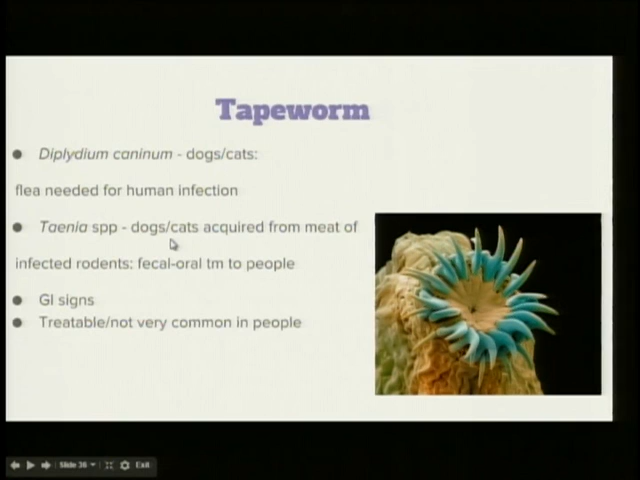 Tapeworm
● Diplydium caninum - dogs/cats:
flea needed for human infection
● Taenia spp - dogs/cats acquired from meat of
infected rodents: fecal-oral tm to people
● GI signs
● Treatable/not very common in people
Slide 36
Exit